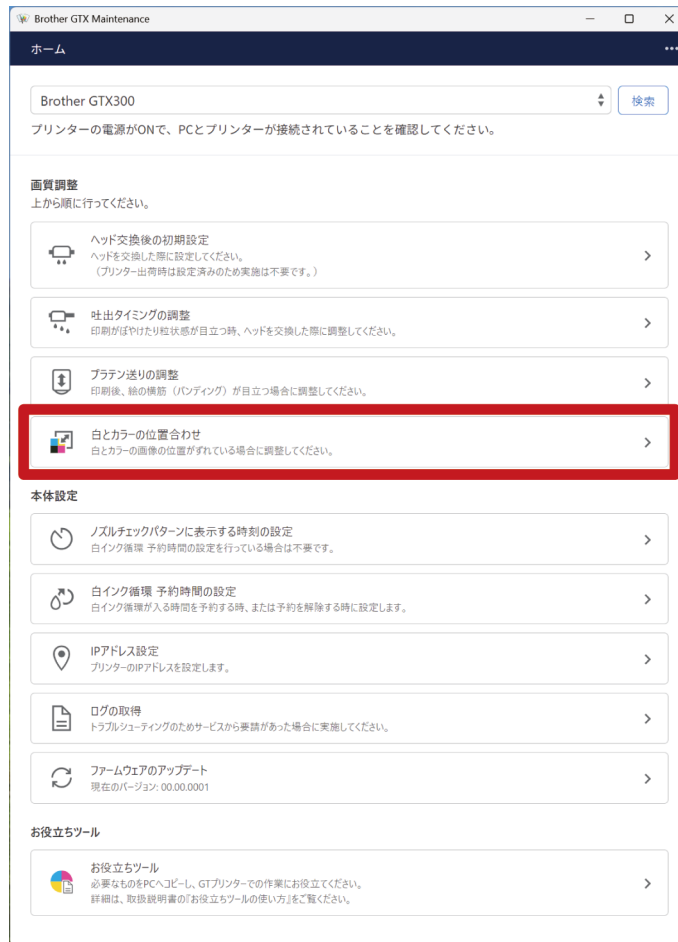 Brother GTX Maintenance
ホーム
Brother GTX300
検索
プリンターの電源がONで、PCとプリンターが接続されていることを確認してください。
画質調整
上から順に行ってください。
ヘッド交換後の初期設定
ヘッドを交換した際に設定してください。
（プリンター出荷時は設定済みのため実施は不要です。）
吐出タイミングの調整
印刷がぼやけたり粒状感が目立つ時、ヘッドを交換した際に調整してください。
プラテン送りの調整
印刷後、絵の横筋（バンディング）が目立つ場合に調整してください。
白とカラーの位置合わせ
白とカラーの画像の位置がずれている場合に調整してください。
本体設定
ノズルチェックパターンに表示する時刻の設定
白インク循環 予約時間の設定を行っている場合は不要です。
白インク循環 予約時間の設定
白インク循環が入る時間を予約する時、または予約を解除する時に設定します。
IPアドレス設定
プリンターのIPアドレスを設定します。
ログの取得
トラブルシューティングのためサービスから要請があった場合に実施してください。
ファームウェアのアップデート
現在のバージョン: 00.00.0001
お役立ちツール
お役立ちツール
必要なものをPCへコピーし、GTプリンターでの作業にお役立てください。
詳細は、取扱説明書の『お役立ちツールの使い方』をご覧ください。